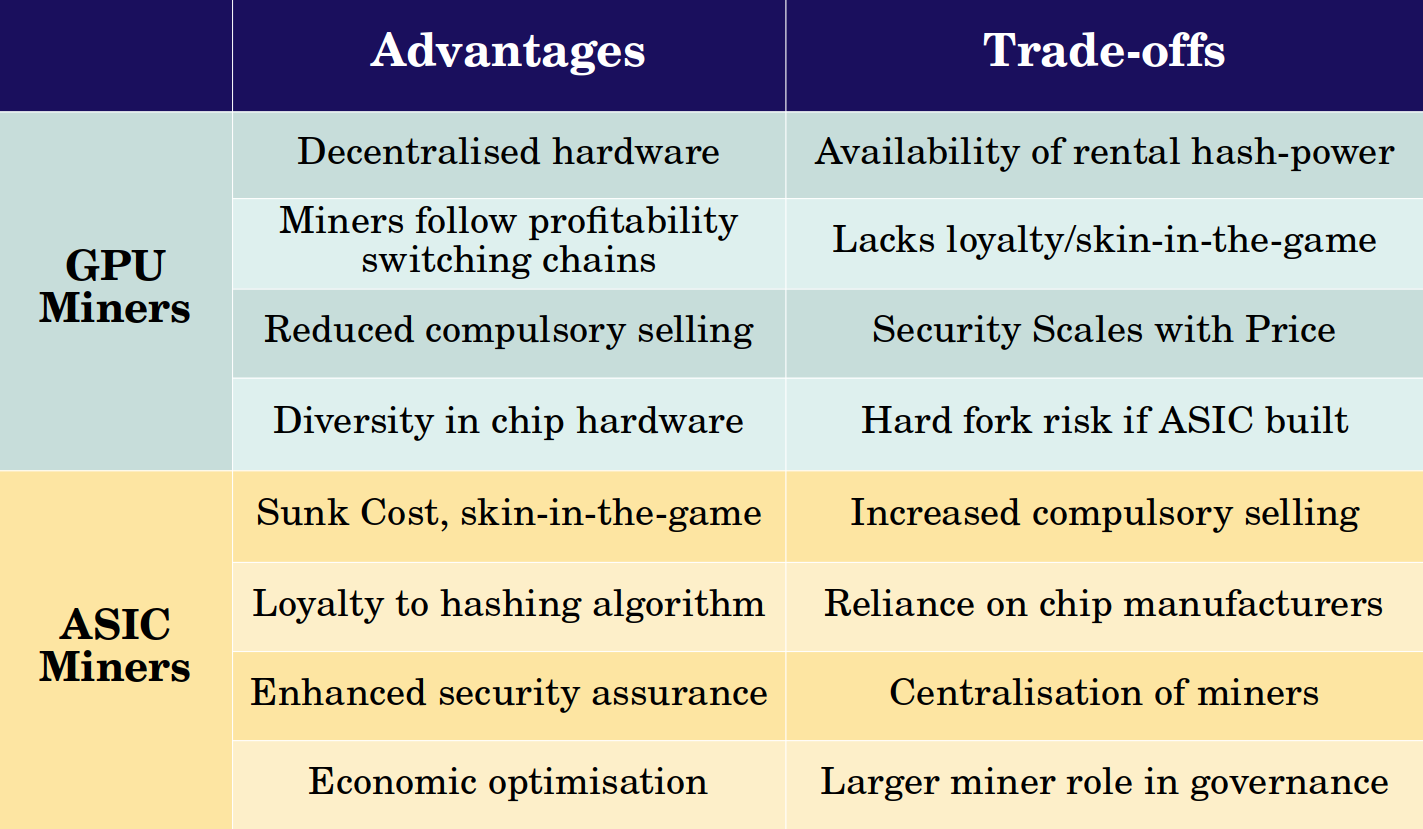 Advantages
Trade-offs
GPU
Miners
Decentralised hardware
Availability of rental hash-power
Miners follow profitability
switching chains
Lacks loyalty/skin-in-the-game
Reduced compulsory selling
Security Scales with Price
Diversity in chip hardware
Hard fork risk if ASIC built
ASIC
Miners
Sunk Cost, skin-in-the-game
Increased compulsory selling
Loyalty to hashing algorithm
Reliance on chip manufacturers
Enhanced security assurance
Centralisation of miners
Economic optimisation
Larger miner role in governance